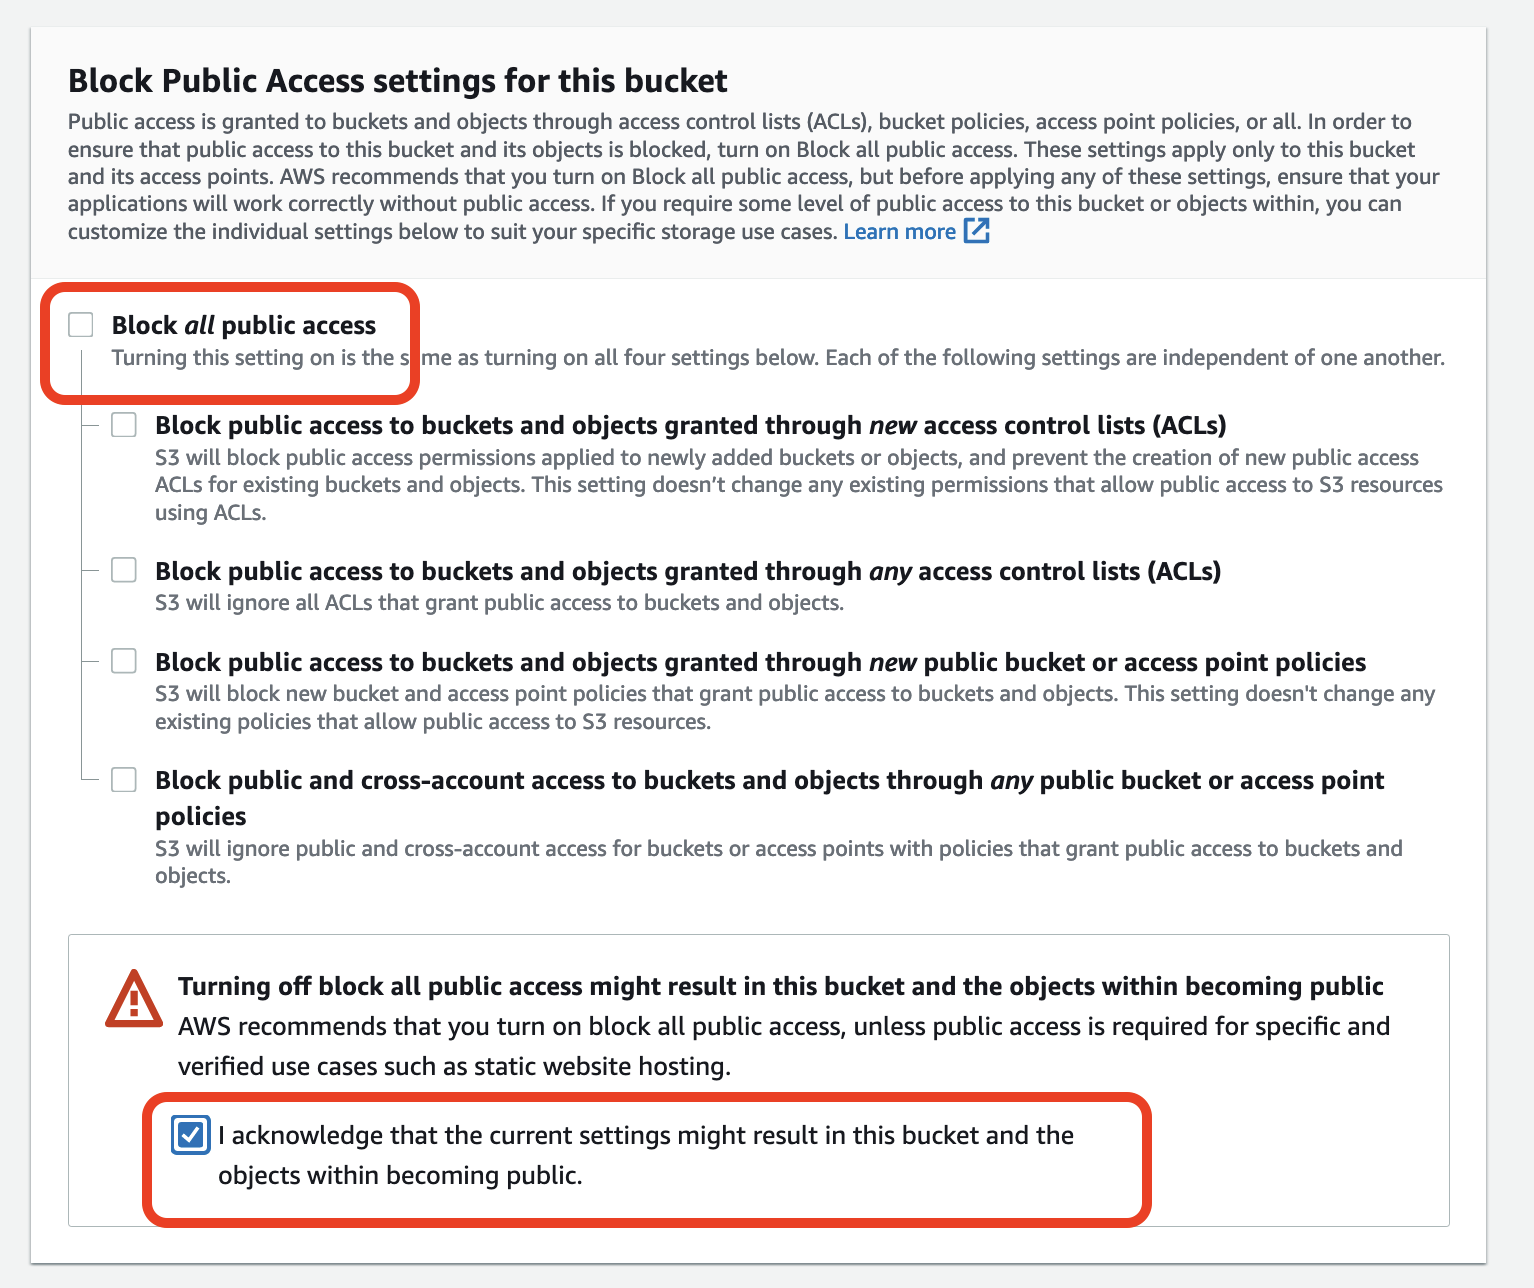 Block Public Access settings for this bucket
Public access is granted to buckets and objects through access control lists (ACLs), bucket policies, access point policies, or all. In order to
ensure that public access to this bucket and its objects is blocked, turn on Block all public access. These settings apply only to this bucket
and its access points. AWS recommends that you turn on Block all public access, but before applying any of these settings, ensure that your
applications will work correctly without public access. If you require some level of public access to this bucket or objects within, you can
customize the individual settings below to suit your specific storage use cases. Learn more
Block all public access
Turning this setting on is the same as turning on all four settings below. Each of the following settings are independent of one another.
Block public access to buckets and objects granted through new access control lists (ACLs)
S3 will block public access permissions applied to newly added buckets or objects, and prevent the creation of new public access
ACLs for existing buckets and objects. This setting doesn’t change any existing permissions that allow public access to S3 resources
using ACLs.
Block public access to buckets and objects granted through any access control lists (ACLs)
S3 will ignore all ACLs that grant public access to buckets and objects.
Block public access to buckets and objects granted through new public bucket or access point policies
S3 will block new bucket and access point policies that grant public access to buckets and objects. This setting doesn't change any
existing policies that allow public access to S3 resources.
Block public and cross-account access to buckets and objects through any public bucket or access point
policies
S3 will ignore public and cross-account access for buckets or access points with policies that grant public access to buckets and
objects.
Turning off block all public access might result in this bucket and the objects within becoming public
AWS recommends that you turn on block all public access, unless public access is required for specific and
verified use cases such as static website hosting.
I acknowledge that the current settings might result in this bucket and the
objects within becoming public.